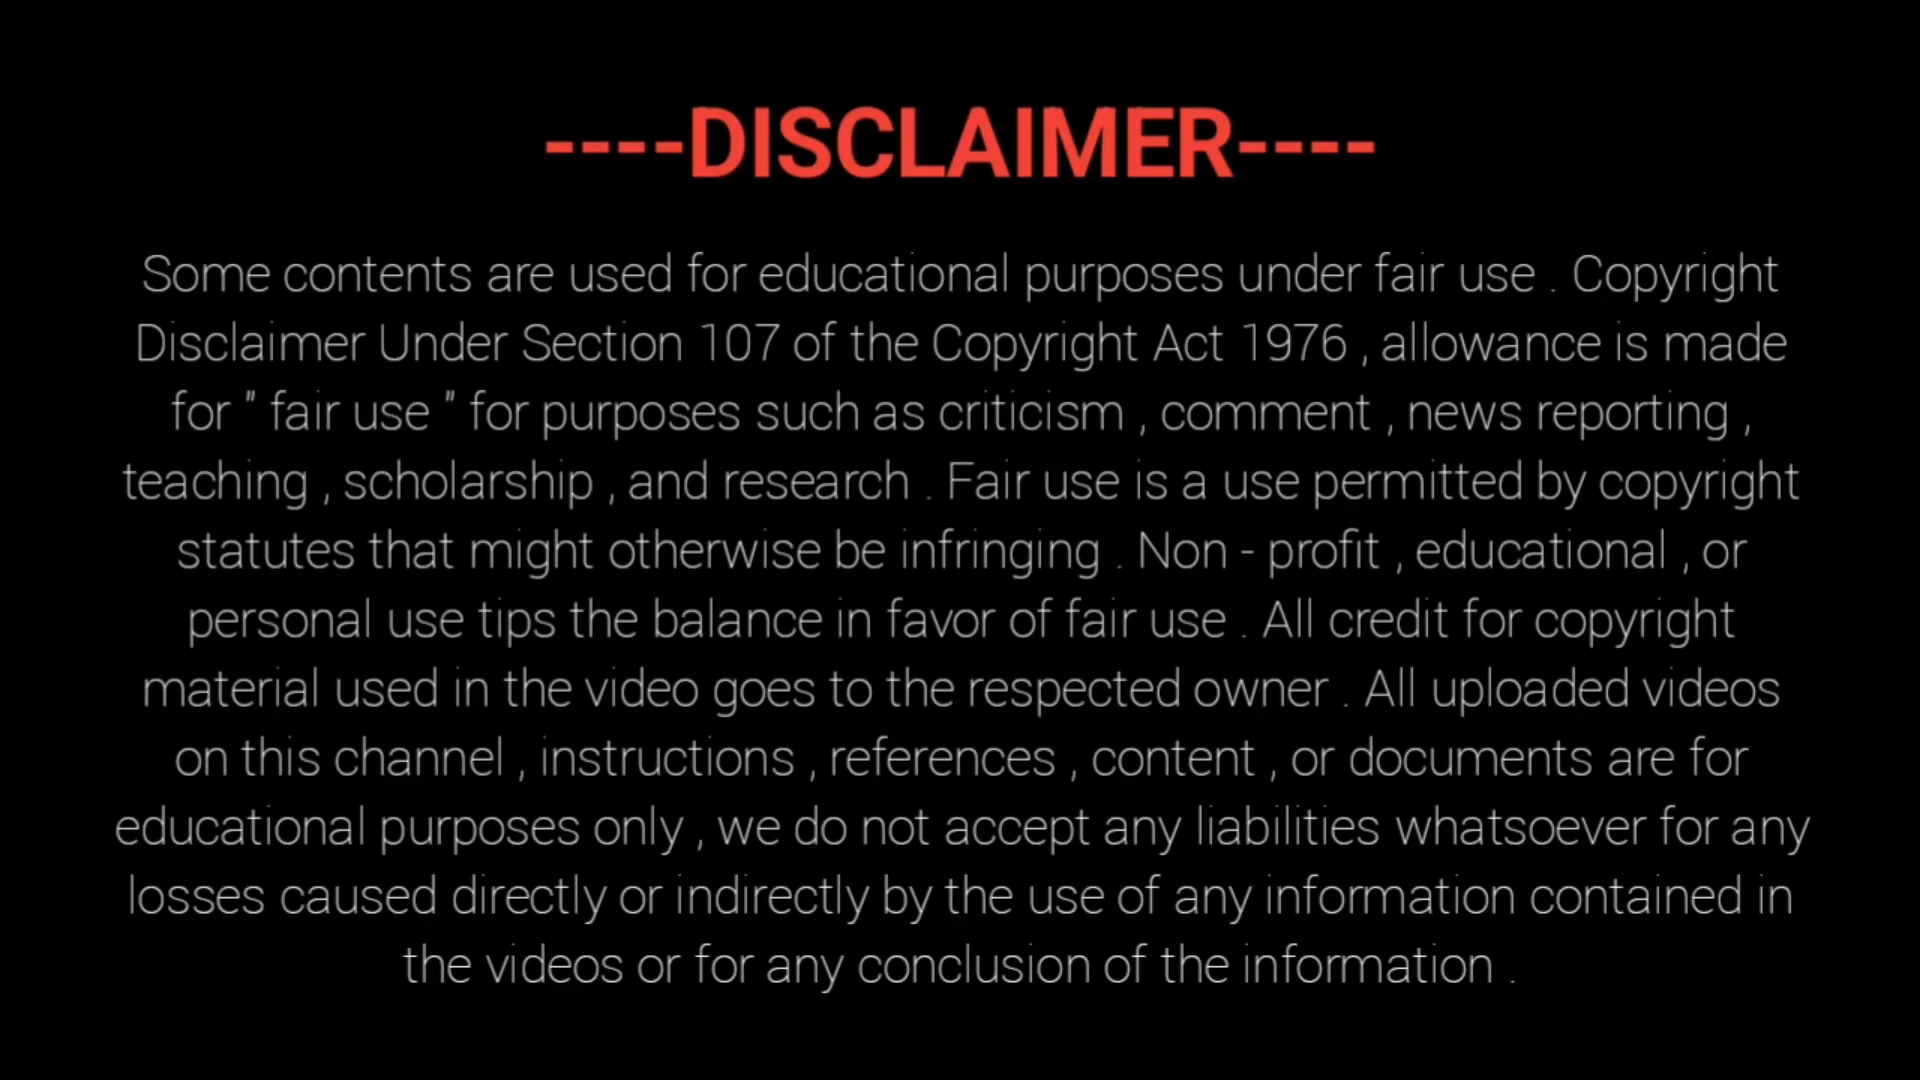 ----DISCLAIMER----
Some contents are used for educational purposes under fair use . Copyright
Disclaimer Under Section 107 of the Copyright Act 1976 , allowance is made
for " fair use " for purposes such as criticism , comment , news reporting ,
teaching , scholarship , and research . Fair use is a use permitted by copyright
statutes that might otherwise be infringing . Non - profit , educational , or
personal use tips the balance in favor of fair use . All credit for copyright
material used in the video goes to the respected owner . All uploaded videos
on this channel , instructions , references , content , or documents are for
educational purposes only , we do not accept any liabilities whatsoever for any
losses caused directly or indirectly by the use of any information contained in
the videos or for any conclusion of the information .